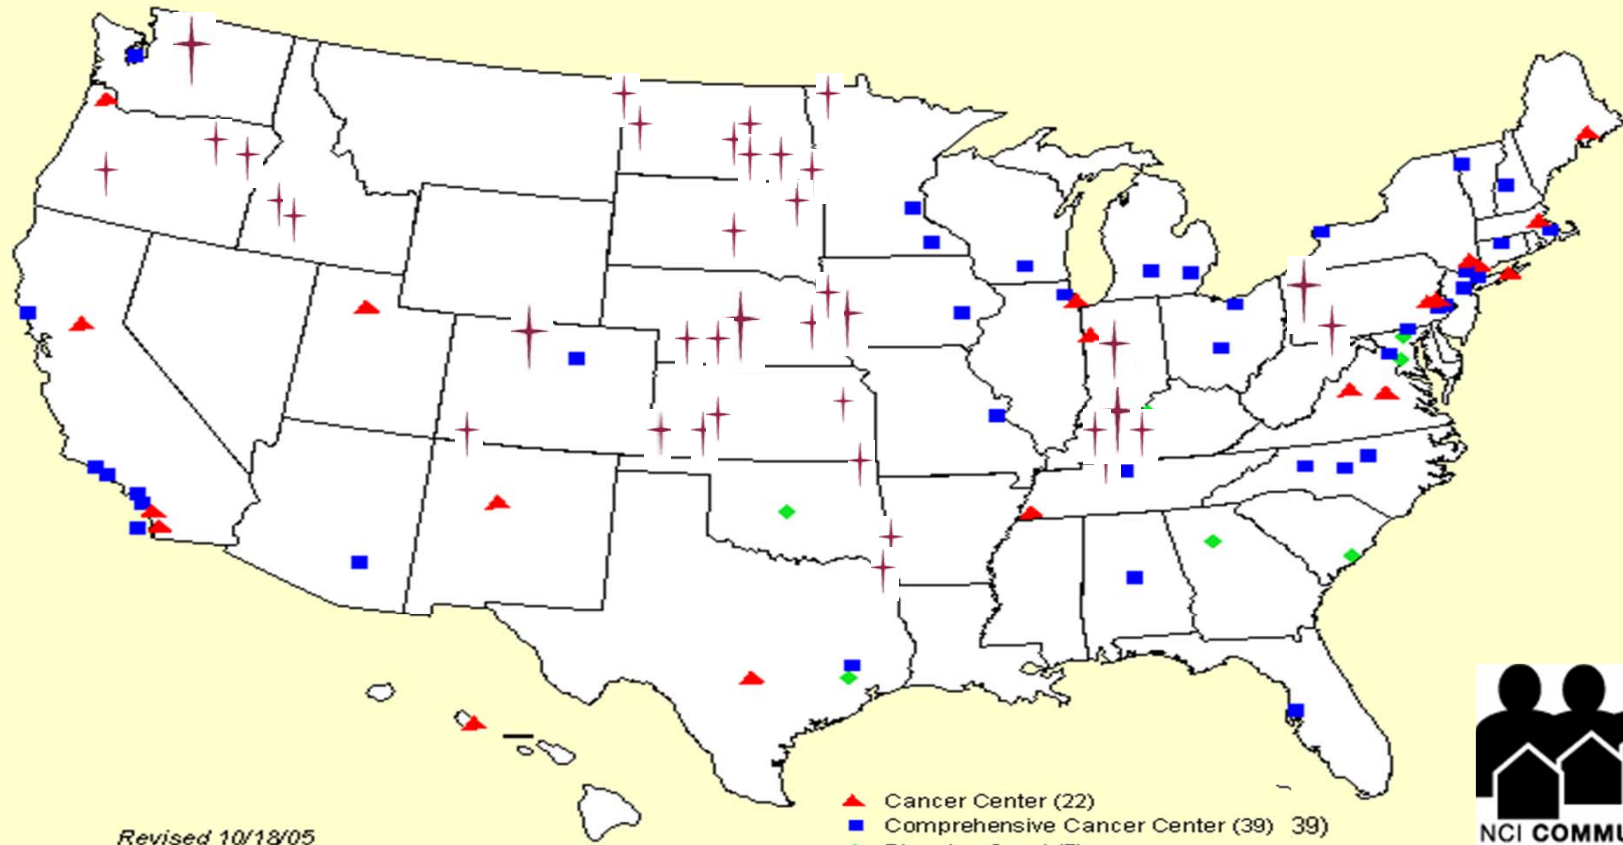 Cancer Center (22)
Comprehensive Cancer Center (39) 39)
Revised 10/18/05
NCI COMMU